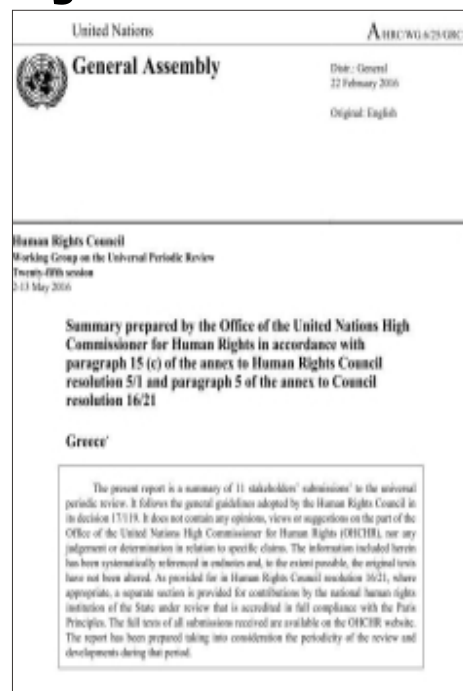 United Nations
A/HRC/WG.6/25/GRC
General Assembly
Distr.: General
22 February 2016
Original: English
Human Rights Council
Working Group on the Universal Periodic Review
Twenty-fifth session
2-13 May 2016
Summary prepared by the Office of the United Nations High
Commissioner for Human Rights in accordance with
paragraph 15 (c) of the annex to Human Rights Council
resolution 5/1 and paragraph 5 of the annex to Council
resolution 16/21
Greece*
The present report is a summary of 11 stakeholders' submissions¹ to the universal
periodic review. It follows the general guidelines adopted by the Human Rights Council in
its decision 17/119. It does not contain any opinions, views or suggestions on the part of the
Office of the United Nations High Commissioner for Human Rights (OHCHR), nor any
judgement or determination in relation to specific claims. The information included herein
has been systematically referenced in endnotes and, to the extent possible, the original texts
have not been altered. As provided for in Human Rights Council resolution 16/21, where
appropriate, a separate section is provided for contributions by the national human rights
institution of the State under review that is accredited in full compliance with the Paris
Principles. The full texts of all submissions received are available on the OHCHR website.
The report has been prepared taking into consideration the periodicity of the review and
developments during that period.